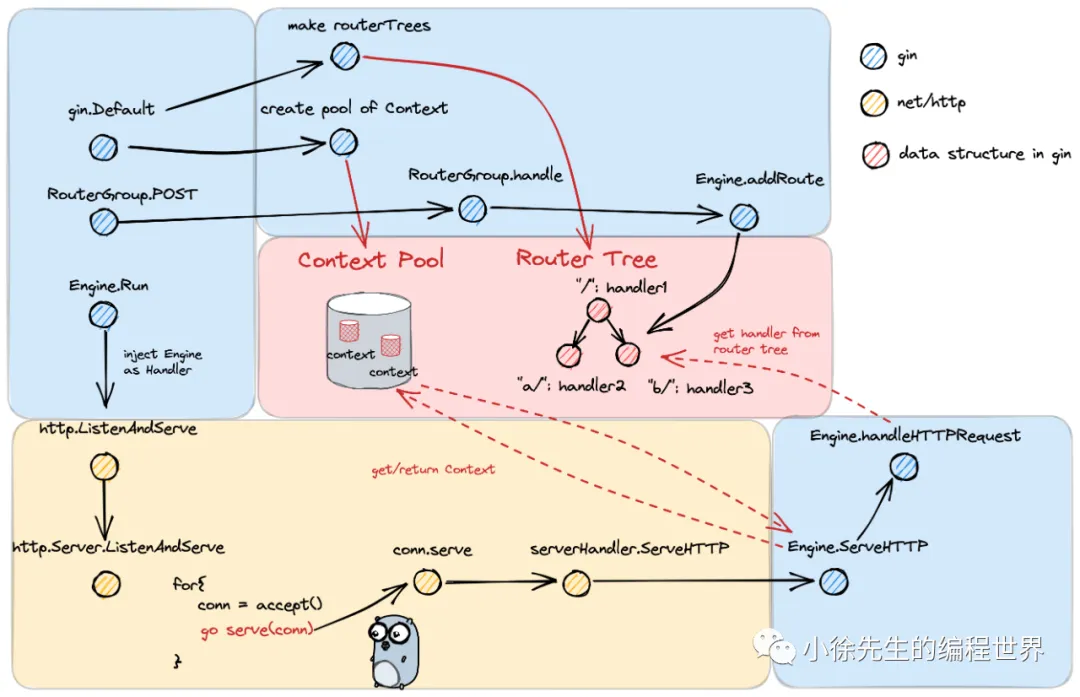 make routerTrees
gin
gin.Default
create pool of Context
net/http
data structure in gin
RouterGroup.POST
RouterGroup.handle
Engine.addRoute
Context Pool
Router Tree
"/": handler1
Engine.Run
inject Engine
as Handler
context
context
get handler from
router tree
"a/": handler2
"b/": handler3
http.ListenAndServe
Engine.handleHTTPRequest
get/return Context
http.Server.ListenAndServe
conn.serve
serverHandler.ServeHTTP
Engine.ServeHTTP
for{
conn = accept()
go serve(conn)
}
小徐先生的编程世界